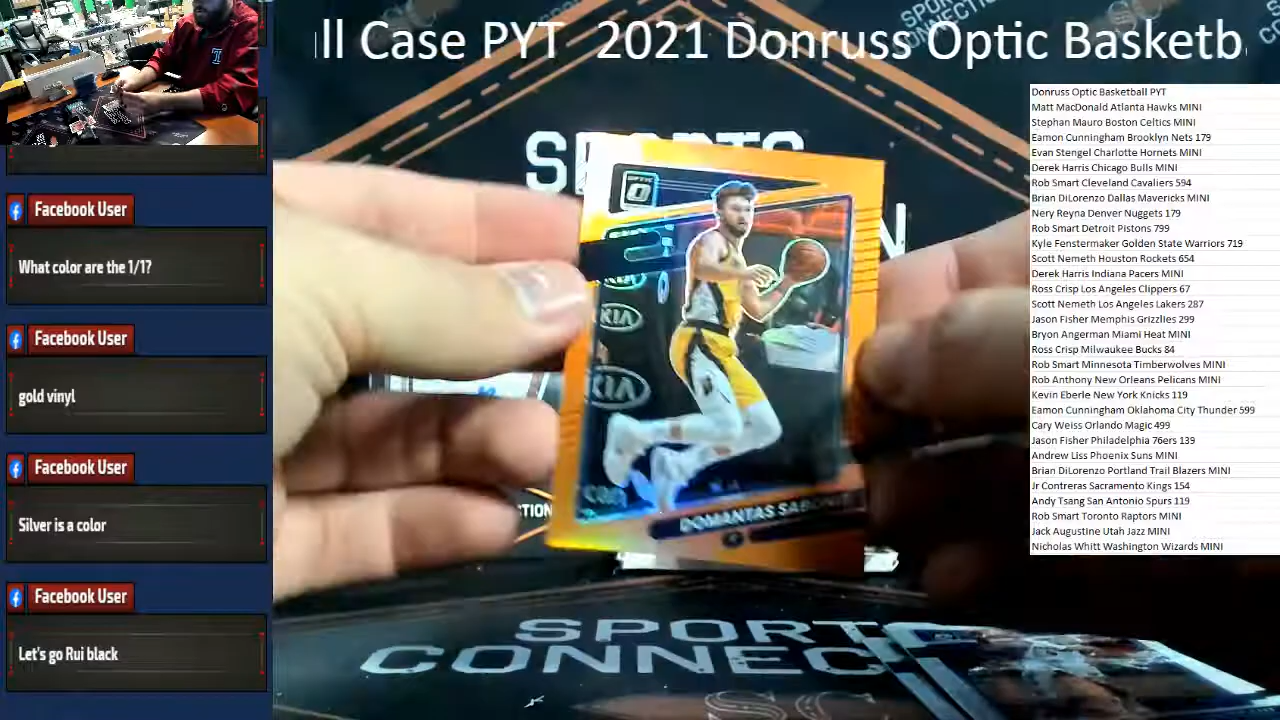 ll Case PYT 2021 Donruss Optic Basketb
Facebook User
What color are the 1/1?
Facebook User
gold vinyl
Facebook User
Silver is a color
Facebook User
Let's go Rui black
T
SPORTS
OPTIC
KIA
KIA
DOMANTAS SABONIS
SPORTS
CONNEC
SC
Donruss Optic Basketball PYT
Matt MacDonald Atlanta Hawks MINI
Stephan Mauro Boston Celtics MINI
Eamon Cunningham Brooklyn Nets 179
Evan Stengel Charlotte Hornets MINI
Derek Harris Chicago Bulls MINI
Rob Smart Cleveland Cavaliers 594
Brian DiLorenzo Dallas Mavericks MINI
Nery Reyna Denver Nuggets 179
Rob Smart Detroit Pistons 799
Kyle Fenstermaker Golden State Warriors 719
Scott Nemeth Houston Rockets 654
Derek Harris Indiana Pacers MINI
Ross Crisp Los Angeles Clippers 67
Scott Nemeth Los Angeles Lakers 287
Jason Fisher Memphis Grizzlies 299
Bryon Angerman Miami Heat MINI
Ross Crisp Milwaukee Bucks 84
Rob Smart Minnesota Timberwolves MINI
Rob Anthony New Orleans Pelicans MINI
Kevin Eberle New York Knicks 119
Eamon Cunningham Oklahoma City Thunder 599
Cary Weiss Orlando Magic 499
Jason Fisher Philadelphia 76ers 139
Andrew Liss Phoenix Suns MINI
Brian DiLorenzo Portland Trail Blazers MINI
Jr Contreras Sacramento Kings 154
Andy Tsang San Antonio Spurs 119
Rob Smart Toronto Raptors MINI
Jack Augustine Utah Jazz MINI
Nicholas Whitt Washington Wizards MINI